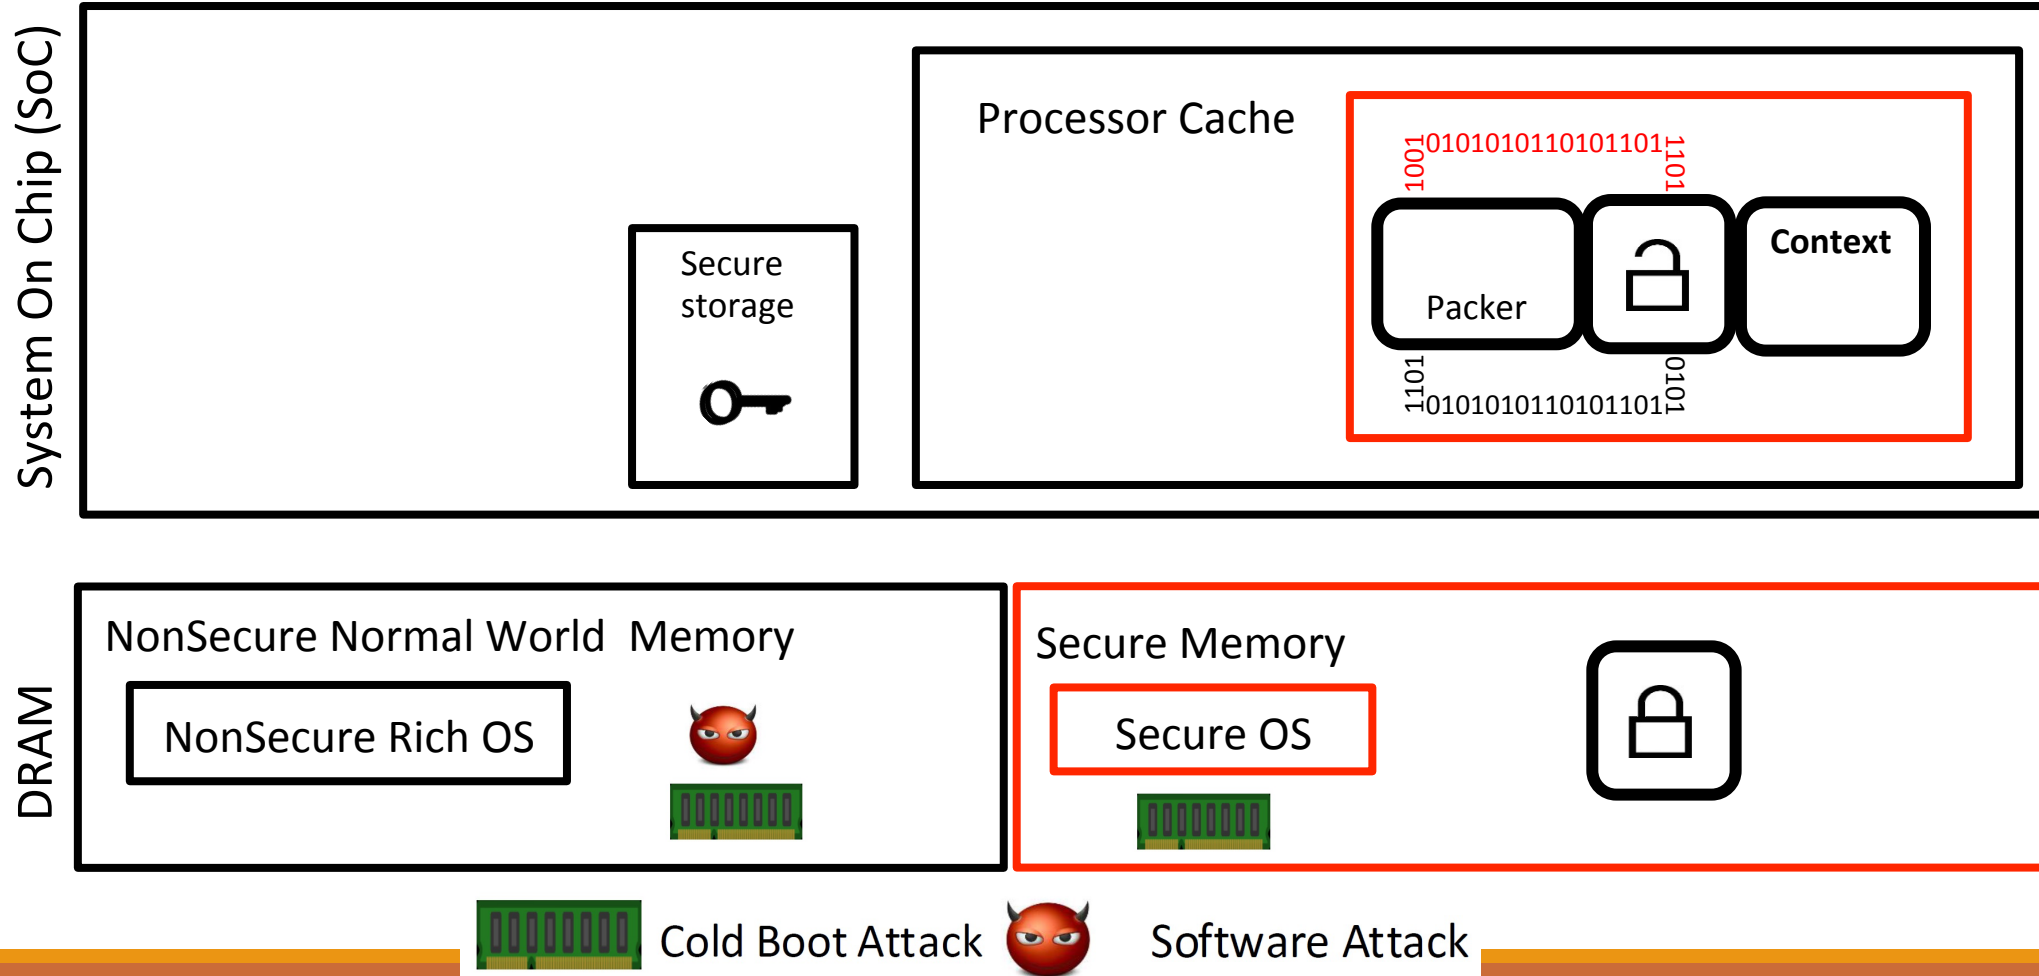 System On Chip (SoC)
Processor Cache
1001
0101010110101101
1101
Secure
storage
Packer
Context
1101
0101010110101101
0101
DRAM
NonSecure Normal World Memory
NonSecure Rich OS
Secure Memory
Secure OS
Cold Boot Attack
Software Attack